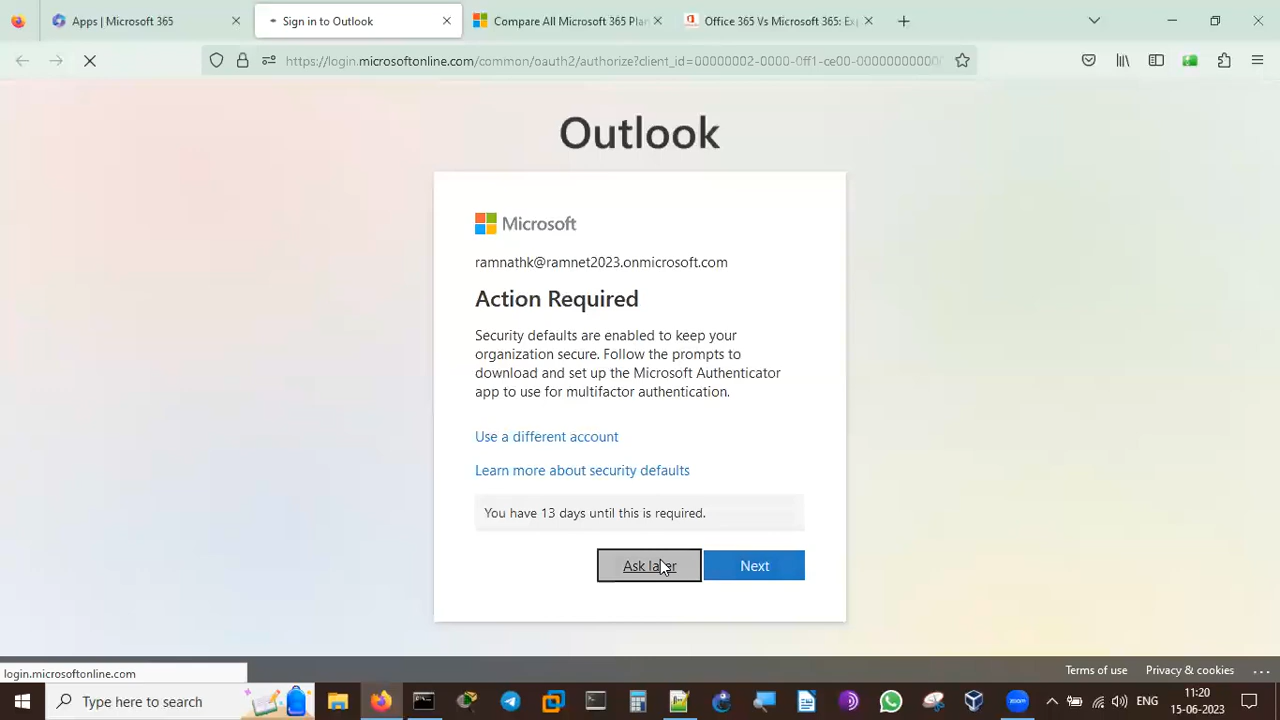 Apps | Microsoft 365
Sign in to Outlook
Compare All Microsoft 365 Plan
Office 365 Vs Microsoft 365: Exp
https://login.microsoftonline.com/common/oauth2/authorize?client_id=00000002-0000-0ff1-ce00-000000000000
Outlook
Microsoft
ramnathk@ramnet2023.onmicrosoft.com
Action Required
Security defaults are enabled to keep your
organization secure. Follow the prompts to
download and set up the Microsoft Authenticator
app to use for multifactor authentication.
Use a different account
Learn more about security defaults
You have 13 days until this is required.
Ask later
Next
login.microsoftonline.com
Terms of use
Privacy & cookies
...
Type here to search
zoom
ENG
11:20
15-06-2023